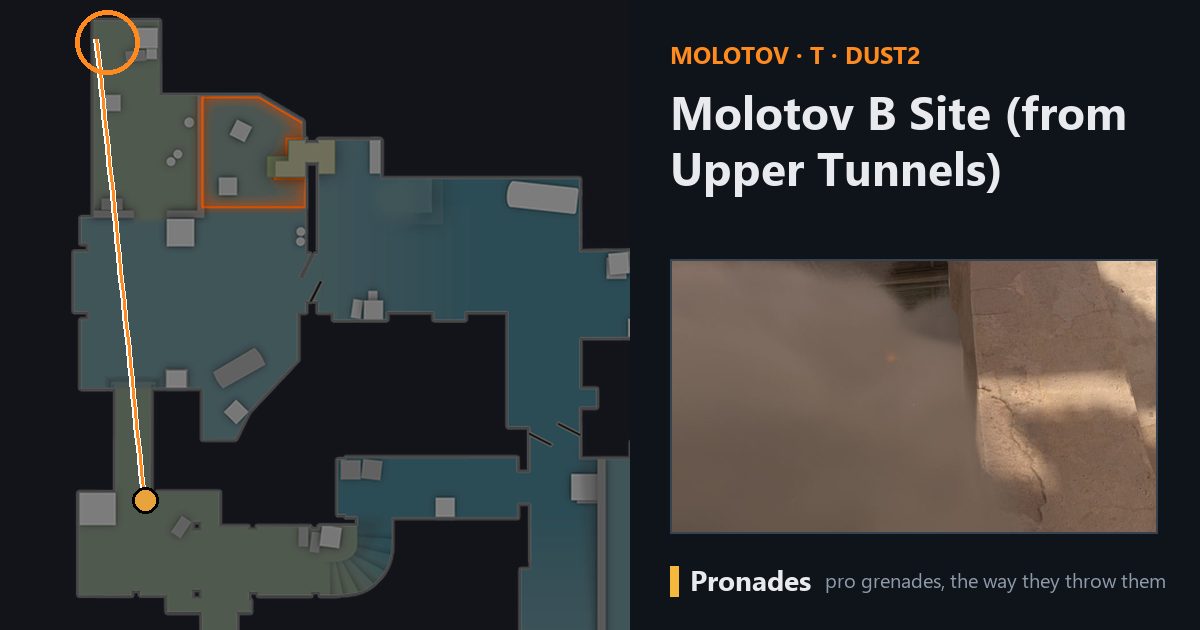 MOLOTOV · T · DUST2
Molotov B Site (from
Upper Tunnels)
Pronades pro grenades, the way they throw them